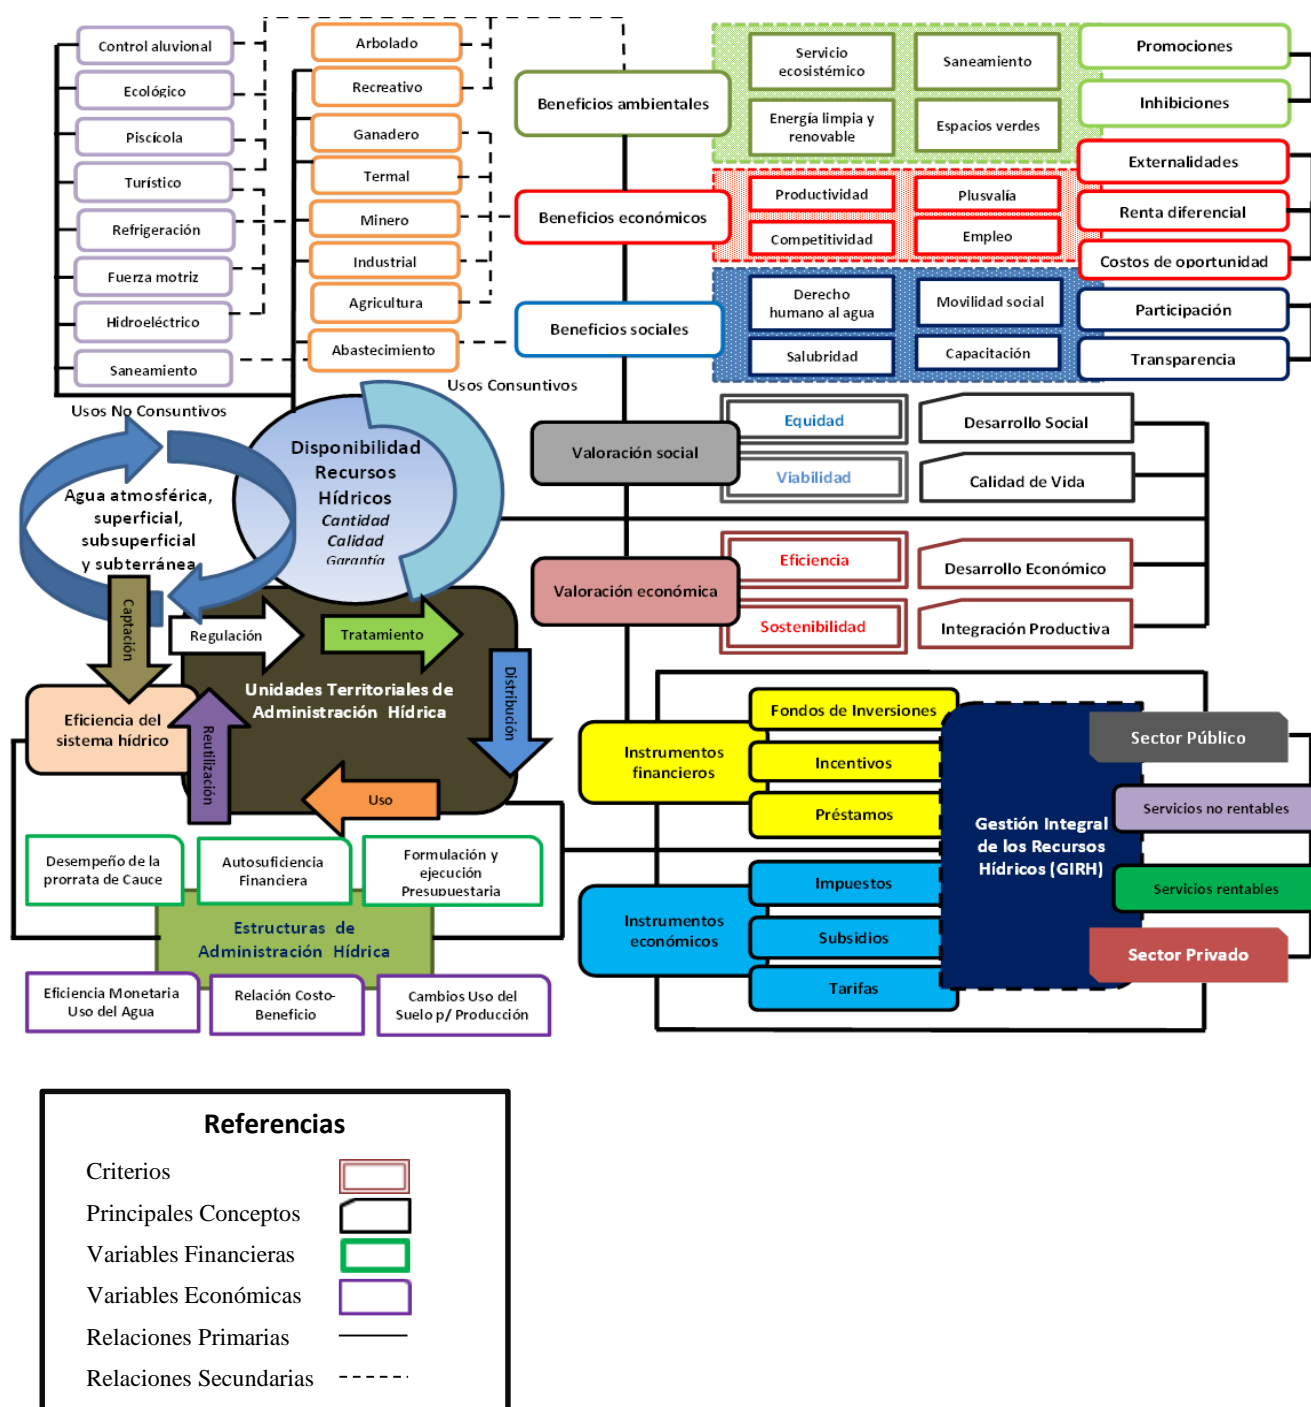 Control aluvional
Ecológico
Piscícola
Turístico
Refrigeración
Fuerza motriz
Hidroeléctrico
Saneamiento
Usos No Consuntivos
Arbolado
Recreativo
Ganadero
Termal
Minero
Industrial
Agricultura
Abastecimiento
Usos Consuntivos
Beneficios ambientales
Servicio
ecosistémico
Saneamiento
Energía limpia y
renovable
Espacios verdes
Promociones
Inhibiciones
Beneficios económicos
Productividad
Plusvalía
Competitividad
Empleo
Externalidades
Renta diferencial
Costos de oportunidad
Beneficios sociales
Derecho
humano al agua
Movilidad social
Salubridad
Capacitación
Participación
Transparencia
Disponibilidad
Recursos
Hídricos
Cantidad
Calidad
Garantía
Agua atmosférica,
superficial,
subsuperficial
y subterránea
Valoración social
Equidad
Viabilidad
Desarrollo Social
Calidad de Vida
Valoración económica
Eficiencia
Sostenibilidad
Desarrollo Económico
Integración Productiva
Captación
Regulación
Tratamiento
Distribución
Uso
Reutilización
Unidades Territoriales de
Administración Hídrica
Eficiencia del
sistema hídrico
Desempeño de la
prorrata de Cauce
Autosuficiencia
Financiera
Formulación y
ejecución
Presupuestaria
Estructuras de
Administración Hídrica
Eficiencia Monetaria
Uso del Agua
Relación Costo-
Beneficio
Cambios Uso del
Suelo p/ Producción
Instrumentos
financieros
Fondos de Inversiones
Incentivos
Préstamos
Instrumentos
económicos
Impuestos
Subsidios
Tarifas
Gestión Integral
de los Recursos
Hídricos (GIRH)
Sector Público
Servicios no rentables
Servicios rentables
Sector Privado
Referencias
Criterios
Principales Conceptos
Variables Financieras
Variables Económicas
Relaciones Primarias
Relaciones Secundarias